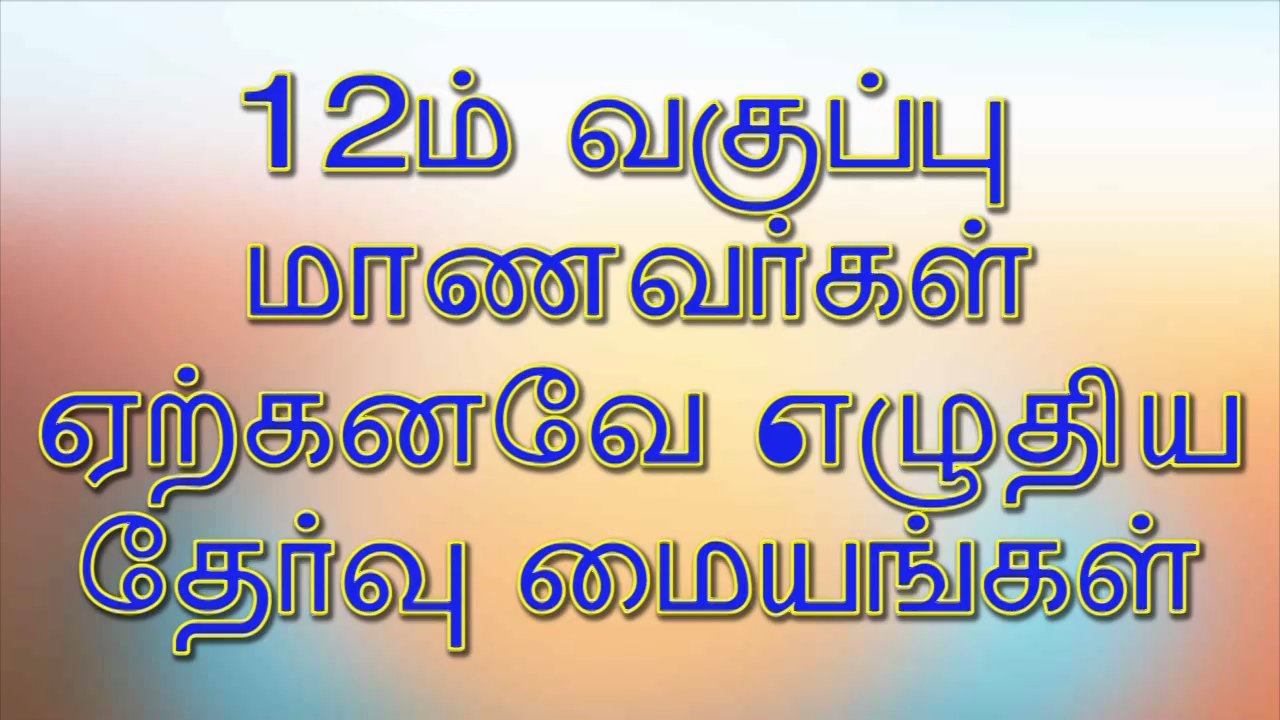 12ம் வகுப்பு
மாணவர்கள்
ஏற்கனவே எழுதிய
தேர்வு மையங்கள்